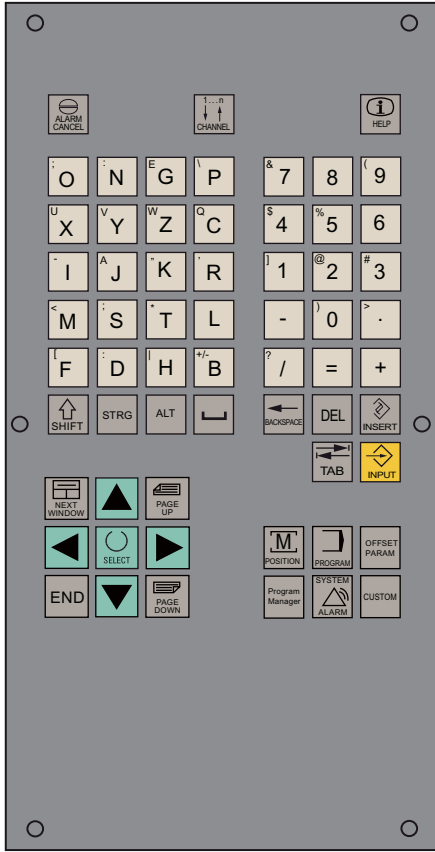 1...n
i
ALARM CANCEL
CHANNEL
HELP
; O : N E G \ P & 7 8 ( 9
U X V Y W Z Q C $ 4 % 5 6
- I A J " K ' R ] 1 @ 2 # 3
< M ; S * T L - ) 0 > .
[ F : D | H +/- B ? / = +
SHIFT STRG ALT BACKSPACE DEL INSERT
TAB INPUT
NEXT WINDOW
PAGE UP
SELECT
M
POSITION
PROGRAM
OFFSET PARAM
END
PAGE DOWN
Program Manager
SYSTEM
ALARM
CUSTOM